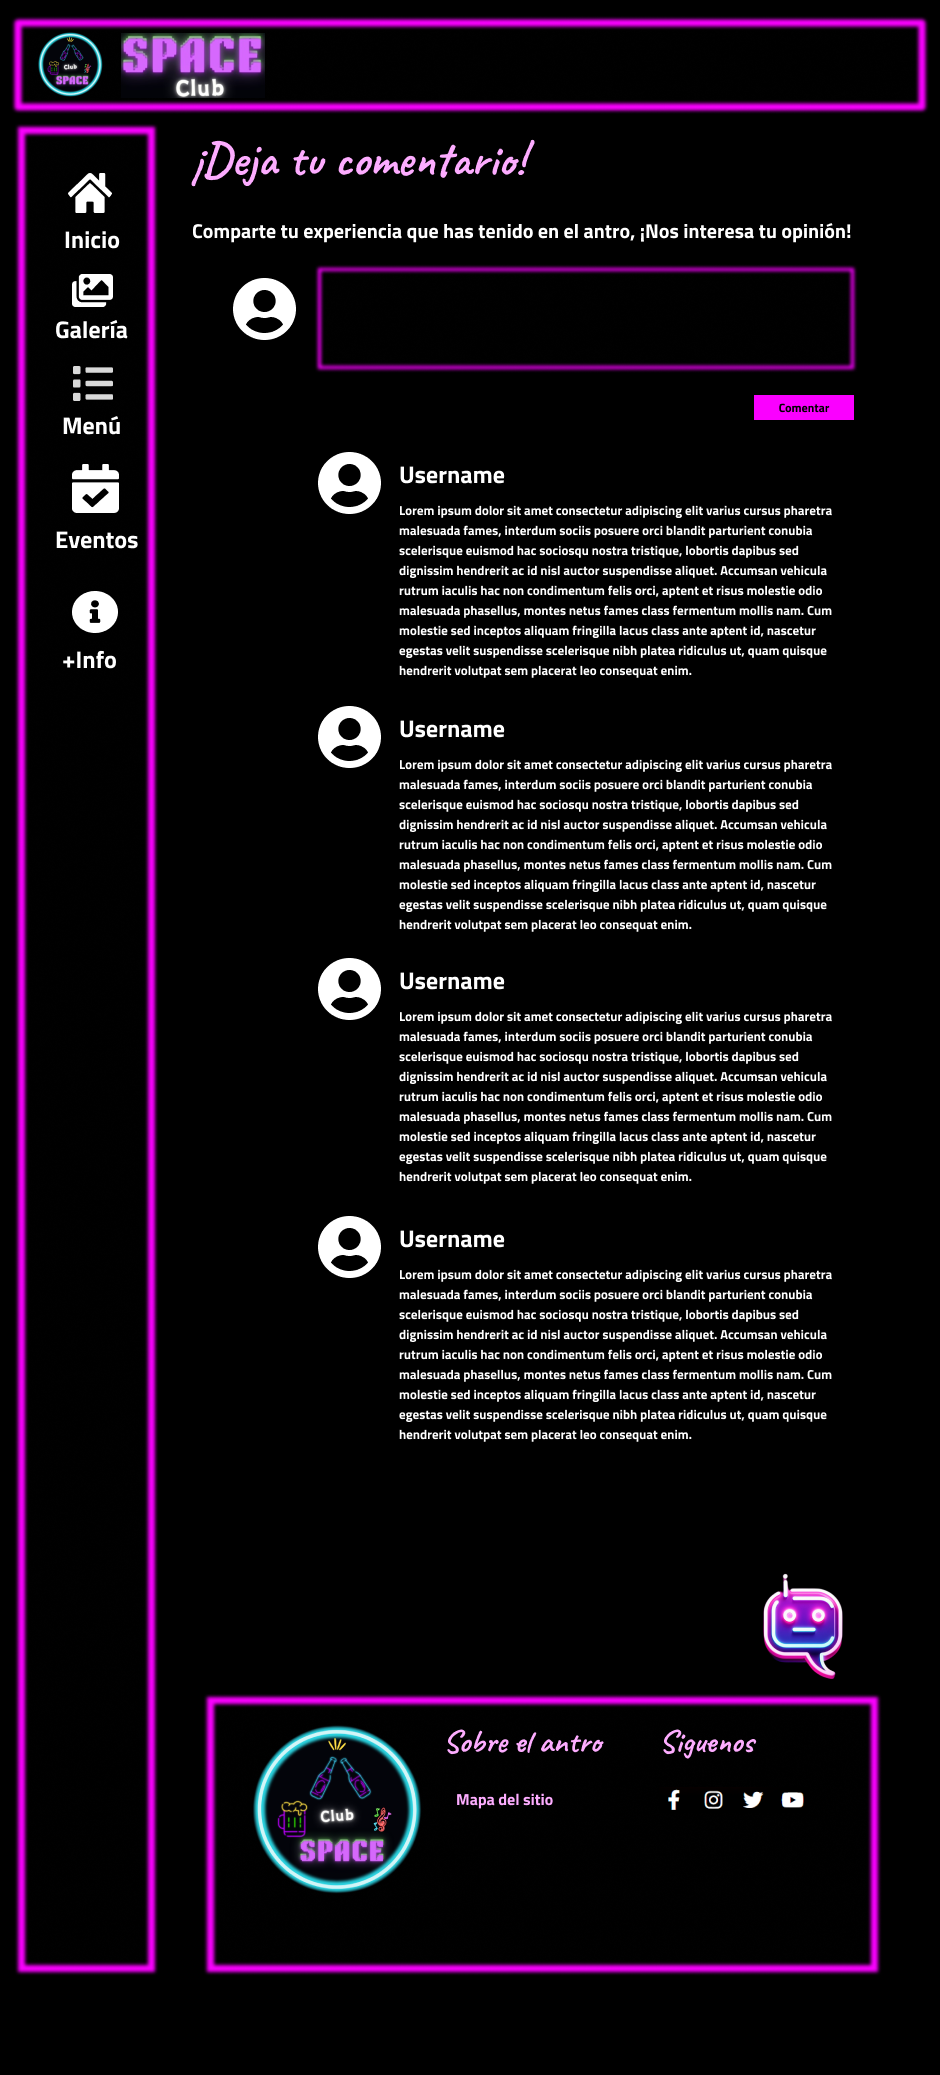 Club
SPACE
SPACE
Club
Inicio
Galería
Menú
Eventos
+Info
¡Deja tu comentario!
Comparte tu experiencia que has tenido en el antro, ¡Nos interesa tu opinión!
Comentar
Username
Lorem ipsum dolor sit amet consectetur adipiscing elit varius cursus pharetra
malesuada fames, interdum sociis posuere orci blandit parturient conubia
scelerisque euismod hac sociosqu nostra tristique, lobortis dapibus sed
dignissim hendrerit ac id nisl auctor suspendisse aliquet. Accumsan vehicula
rutrum iaculis hac non condimentum felis orci, aptent et risus molestie odio
malesuada phasellus, montes netus fames class fermentum mollis nam. Cum
molestie sed inceptos aliquam fringilla lacus class ante aptent id, nascetur
egestas velit suspendisse scelerisque nibh platea ridiculus ut, quam quisque
hendrerit volutpat sem placerat leo consequat enim.
Username
Lorem ipsum dolor sit amet consectetur adipiscing elit varius cursus pharetra
malesuada fames, interdum sociis posuere orci blandit parturient conubia
scelerisque euismod hac sociosqu nostra tristique, lobortis dapibus sed
dignissim hendrerit ac id nisl auctor suspendisse aliquet. Accumsan vehicula
rutrum iaculis hac non condimentum felis orci, aptent et risus molestie odio
malesuada phasellus, montes netus fames class fermentum mollis nam. Cum
molestie sed inceptos aliquam fringilla lacus class ante aptent id, nascetur
egestas velit suspendisse scelerisque nibh platea ridiculus ut, quam quisque
hendrerit volutpat sem placerat leo consequat enim.
Username
Lorem ipsum dolor sit amet consectetur adipiscing elit varius cursus pharetra
malesuada fames, interdum sociis posuere orci blandit parturient conubia
scelerisque euismod hac sociosqu nostra tristique, lobortis dapibus sed
dignissim hendrerit ac id nisl auctor suspendisse aliquet. Accumsan vehicula
rutrum iaculis hac non condimentum felis orci, aptent et risus molestie odio
malesuada phasellus, montes netus fames class fermentum mollis nam. Cum
molestie sed inceptos aliquam fringilla lacus class ante aptent id, nascetur
egestas velit suspendisse scelerisque nibh platea ridiculus ut, quam quisque
hendrerit volutpat sem placerat leo consequat enim.
Username
Lorem ipsum dolor sit amet consectetur adipiscing elit varius cursus pharetra
malesuada fames, interdum sociis posuere orci blandit parturient conubia
scelerisque euismod hac sociosqu nostra tristique, lobortis dapibus sed
dignissim hendrerit ac id nisl auctor suspendisse aliquet. Accumsan vehicula
rutrum iaculis hac non condimentum felis orci, aptent et risus molestie odio
malesuada phasellus, montes netus fames class fermentum mollis nam. Cum
molestie sed inceptos aliquam fringilla lacus class ante aptent id, nascetur
egestas velit suspendisse scelerisque nibh platea ridiculus ut, quam quisque
hendrerit volutpat sem placerat leo consequat enim.
Club
SPACE
Sobre el antro
Mapa del sitio
Siguenos